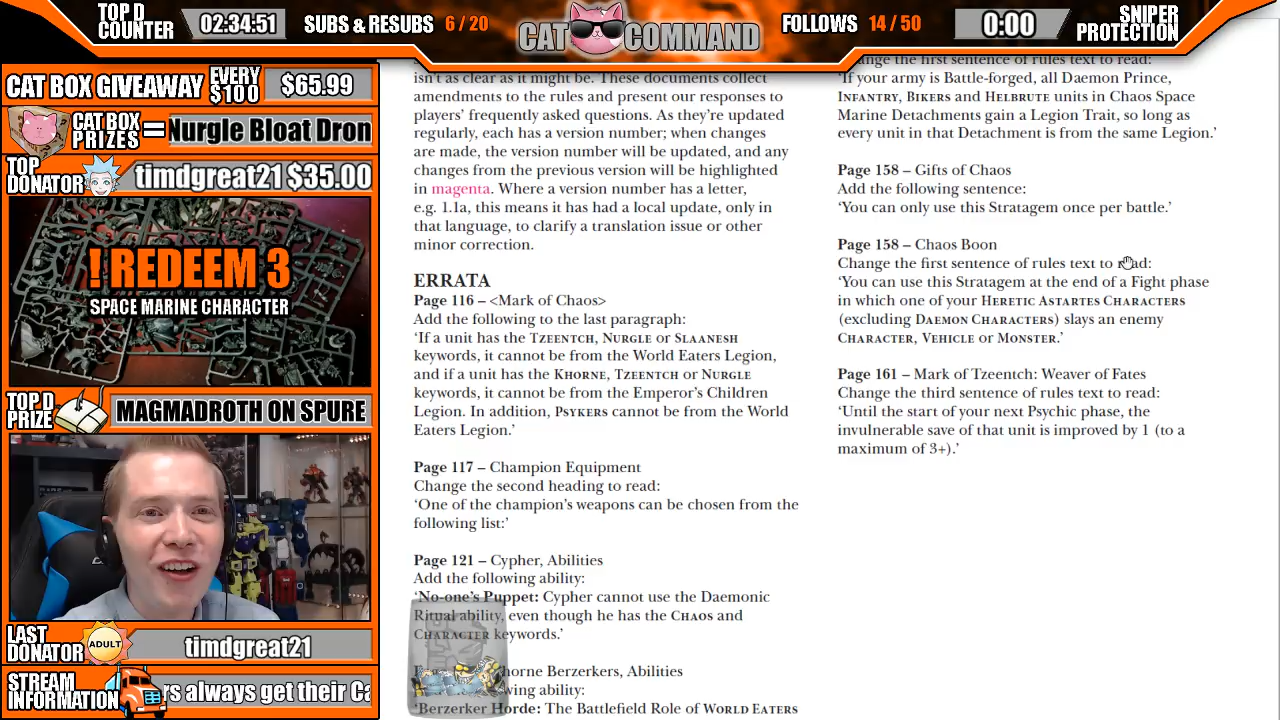 TOP D
COUNTER
02:34:51
SUBS & RESUBS 6 / 20
CAT COMMAND
FOLLOWS 14 / 50
0:00
SNIPER
PROTECTION
CAT BOX GIVEAWAY EVERY $100 $65.99
CAT BOX
PRIZES = Nurgle Bloat Dron
TOP
DONATOR timdgreat21 $35.00
! REDEEM 3
SPACE MARINE CHARACTER
TOP D
PRIZE MAGMADROTH ON SPURE
LAST
DONATOR ADULT timdgreat21
STREAM
INFORMATION rs always get their Ca
isn't as clear as it might be. These documents collect
amendments to the rules and present our responses to
players' frequently asked questions. As they're updated
regularly, each has a version number; when changes
are made, the version number will be updated, and any
changes from the previous version will be highlighted
in magenta. Where a version number has a letter,
e.g. 1.1a, this means it has had a local update, only in
that language, to clarify a translation issue or other
minor correction.
ERRATA
Page 116 – <Mark of Chaos>
Add the following to the last paragraph:
'If a unit has the TZEENTCH, NURGLE or SLAANESH
keywords, it cannot be from the World Eaters Legion,
and if a unit has the KHORNE, TZEENTCH or NURGLE
keywords, it cannot be from the Emperor's Children
Legion. In addition, PSYKERS cannot be from the World
Eaters Legion.'
Page 117 – Champion Equipment
Change the second heading to read:
'One of the champion's weapons can be chosen from the
following list:'
Page 121 – Cypher, Abilities
Add the following ability:
'No-one's Puppet: Cypher cannot use the Daemonic
Ritual ability, even though he has the CHAOS and
CHARACTER keywords.'
horne Berzerkers, Abilities
wing ability:
'Berzerker Horde: The Battlefield Role of WORLD EATERS
ange the first sentence of rules text to read:
'If your army is Battle-forged, all Daemon Prince,
INFANTRY, BIKERS and HELBRUTE units in Chaos Space
Marine Detachments gain a Legion Trait, so long as
every unit in that Detachment is from the same Legion.'
Page 158 – Gifts of Chaos
Add the following sentence:
'You can only use this Stratagem once per battle.'
Page 158 – Chaos Boon
Change the first sentence of rules text to read:
'You can use this Stratagem at the end of a Fight phase
in which one of your HERETIC ASTARTES CHARACTERS
(excluding DAEMON CHARACTERS) slays an enemy
CHARACTER, VEHICLE or MONSTER.'
Page 161 – Mark of Tzeentch: Weaver of Fates
Change the third sentence of rules text to read:
'Until the start of your next Psychic phase, the
invulnerable save of that unit is improved by 1 (to a
maximum of 3+).'